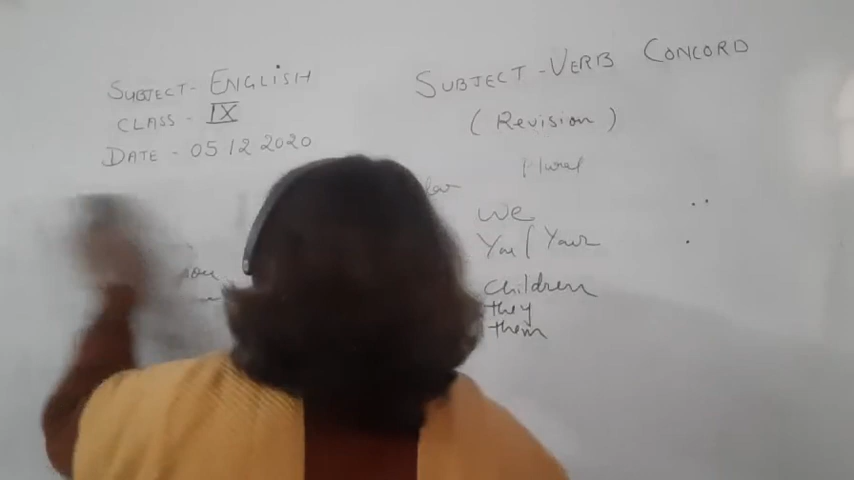 SUBJECT- ENGLISH
CLASS - IX
DATE - 05 12 2020
SUBJECT -VERB CONCORD
(Revision)
Plural
We
You / Your
Children
they
them